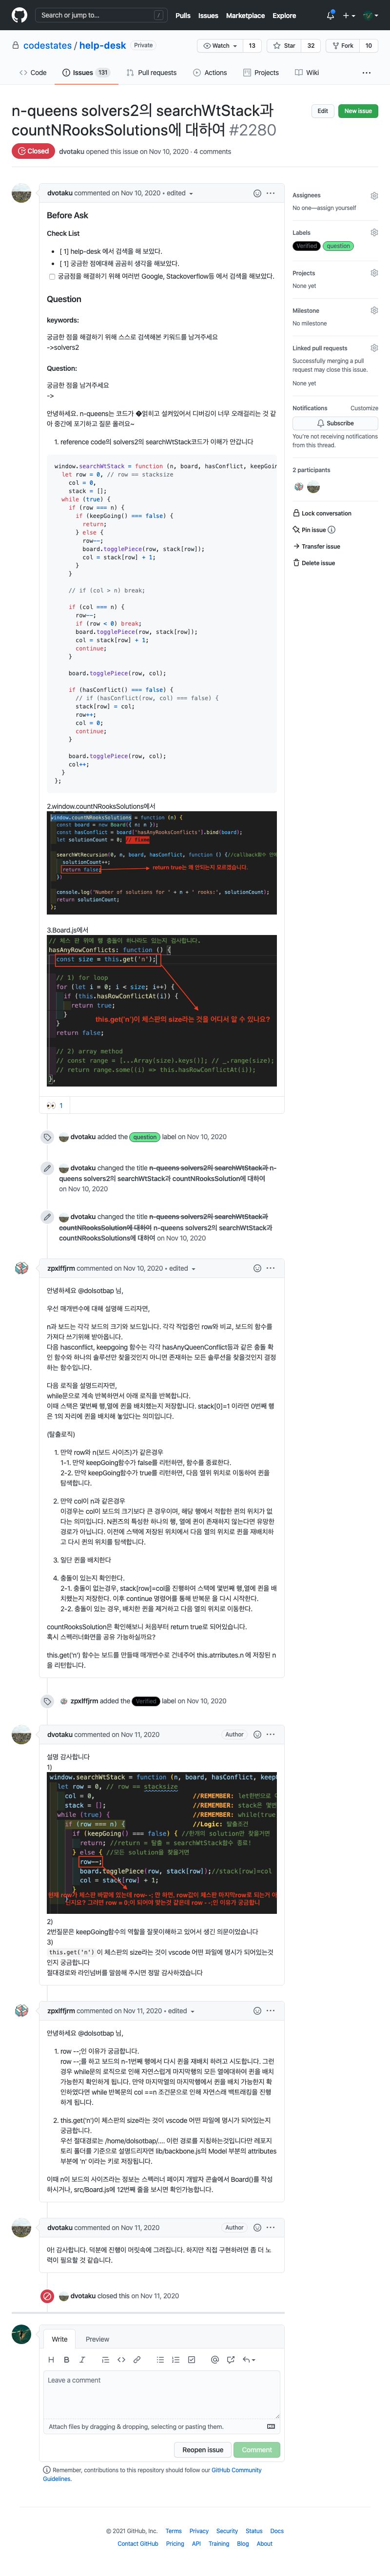 Search or jump to...
/
Pulls Issues Marketplace Explore
codestates / help-desk Private
Watch 13 Star 32 Fork 10
Code Issues 131 Pull requests Actions Projects Wiki
n-queens solvers2의 searchWtStack과
countNRooksSolutions에 대하여 #2280
Edit New issue
Closed dvotaku opened this issue on Nov 10, 2020 · 4 comments
dvotaku commented on Nov 10, 2020 • edited
Before Ask
Check List
[ 1] help-desk 에서 검색을 해 보았다.
[ 1] 궁금한 점에대해 곰곰히 생각을 해보았다.
궁금점을 해결하기 위해 여러번 Google, Stackoverflow등 에서 검색을 해보았다.
Question
keywords:
궁금한 점을 해결하기 위해 스스로 검색해본 키워드를 남겨주세요
->solvers2
Question:
궁금한 점을 남겨주세요
->
안녕하세요. n-queens는 코드가 �밝히고 설켜있어서 디버깅이 너무 오래걸리는 것 같
아 중간에 포기하고 질문 올려요~
1. reference code의 solvers2의 searchWtStack코드가 이해가 안갑니다
window.searchWtStack = function (n, board, hasConflict, keepGoin
let row = 0, // row == stacksize
col = 0,
stack = [];
while (true) {
if (row === n) {
if (keepGoing() === false) {
return;
} else {
row--;
board.togglePiece(row, stack[row]);
col = stack[row] + 1;
}
}
// if (col > n) break;
if (col === n) {
row--;
if (row < 0) break;
board.togglePiece(row, stack[row]);
col = stack[row] + 1;
continue;
}
board.togglePiece(row, col);
if (hasConflict() === false) {
// if (hasConflict(row, col) === false) {
stack[row] = col;
row++;
col = 0;
continue;
}
board.togglePiece(row, col);
col++;
}
};
2.window.countNRooksSolutions에서
window.countNRooksSolutions = function (n) {
const board = new Board({ n: n });
const hasConflict = board['hasAnyRooksConflicts'].bind(board);
let solutionCount = 0; // fixme
searchWtRecursion(0, n, board, hasConflict, function () {//callback함수 안에
solutionCount++;
return false;
return true는 왜 안되는지 모르겠습니다.
});
console.log('Number of solutions for ' + n + ' rooks:', solutionCount);
return solutionCount;
};
3.Board.js에서
// 체스 판 위에 행 충돌이 하나라도 있는지 검사합니다.
hasAnyRowConflicts: function () {
const size = this.get('n');
// 1) for loop
for (let i = 0; i < size; i++) {
if (this.hasRowConflictAt(i)) {
return true;
}
this.get('n')이 체스판의 size라는 것을 어디서 알 수 있나요?
}
return false;
// 2) array method
// const range = [...Array(size).keys()]; // _.range(size);
// return range.some((i) => this.hasRowConflictAt(i));
},
👀 1
dvotaku added the question label on Nov 10, 2020
dvotaku changed the title n-queens solvers2의 searchWtStack과 n-
queens solvers2의 searchWtStack과 countNRooksSolution에 대하여
on Nov 10, 2020
dvotaku changed the title n-queens solvers2의 searchWtStack과
countNRooksSolution에 대하여 n-queens solvers2의 searchWtStack과
countNRooksSolutions에 대하여 on Nov 10, 2020
zpxlffjrm commented on Nov 10, 2020 • edited
안녕하세요 @dolsotbap 님,
우선 매개변수에 대해 설명해 드리자면,
n과 보드는 각각 보드의 크기와 보드입니다. 각각 작업중인 row와 비교, 보드의 함수를
가져다 쓰기위해 받아옵니다.
다음 hasconflict, keepgoing 함수는 각각 hasAnyQueenConflict등과 같은 충돌 확
인 함수와 하나의 솔루션만 찾을것인지 아니면 존재하는 모든 솔루션을 찾을것인지 결정
하는 함수입니다.
다음 로직을 설명드리자면,
while문으로 계속 반복하면서 아래 로직을 반복합니다.
이때 스택은 몇번째 행,열에 퀸을 배치했는지 저장합니다. stack[0]=1 이라면 0번째 행
은 1의 자리에 퀸을 배치해 놓았다는 의미입니다.
(탈출로직)
1. 만약 row와 n(보드 사이즈)가 같은경우
1-1. 만약 keepGoing함수가 false를 리턴하면, 함수를 종료한다.
2-2. 만약 keepGoing함수가 true를 리턴하면, 다음 열위 위치로 이동하여 퀸을
탐색합니다.
2. 만약 col이 n과 같은경우
이경우는 col이 보드의 크기보다 큰 경우이며, 해당 행에서 적합한 퀸의 위치가 없
다는 의미입니다. N퀸즈의 특성한 하나의 행, 열에 퀸이 존재하지 않는다면 유망한
경로가 아닙니다. 이전에 스택에 저장된 위치에서 다음 열의 위치로 퀸을 재배치하
고 다시 퀸의 위치를 탐색합니다.
3. 일단 퀸을 배치한다
4. 충돌이 있는지 확인한다.
2-1. 충돌이 없는경우, stack[row]=col을 진행하여 스택에 몇번째 행,열에 퀸을 배
치했는지 저장한다. 이후 continue 명령어를 통해 반복문 을 다시 시작한다.
2-2. 충돌이 있는 경우, 배치한 퀸을 제거하고 다음 열의 위치로 이동한다.
countRooksSolution은 확인해보니 처음부터 return true로 되어있습니다.
혹시 스펙러너화면을 공유 가능하실까요?
this.get('n') 함수는 보드를 만들때 매개변수로 건네주어 this.atrributes.n 에 저장된 n
을 리턴합니다.
zpxlffjrm added the Verified label on Nov 10, 2020
dvotaku commented on Nov 11, 2020 Author
설명 감사합니다
1)
window.searchWtStack = function (n, board, hasConflict, keepG
let row = 0, // row == stacksize
col = 0, //REMEMBER: let한번으로
stack = []; //REMEMBER: stack은 몇번
while (true) { //REMEMBER: while(true
if (row === n) { //Logic: 탈출조건
if (keepGoing() === false) { //한개의 solution만 찾을거면
return; //return = 탈출 = searchWtStack함수 종료!
} else { //모든 solution을 찾을거면
row--;
board.togglePiece(row, stack[row]);//stack[row]=col
col = stack[row] + 1;
2)
2번질문은 keepGoing함수의 역할을 잘못이해하고 있어서 생긴 의문이었습니다
3)
this.get('n') 이 체스판의 size라는 것이 vscode 어떤 파일에 명시가 되어있는것
인지 궁금합니다
절대경로와 라인넘버를 말씀해 주시면 정말 감사하겠습니다
zpxlffjrm commented on Nov 11, 2020 • edited
안녕하세요 @dolsotbap 님,
1. row --;인 이유가 궁금합니다.
row --;를 하고 보드의 n-1번째 행에서 다시 퀸을 재배치 하려고 시도합니다. 그런
경우 while문의 로직으로 인해 자연스럽게 마지막행의 모든 열에대하여 퀸을 배치
가능한지 확인하게 됩니다. 만약 마지막열의 마지막행에서 퀸을 배치 가능한지 확
인하였다면 while 반복문의 col ==n 조건문으로 인해 자연스레 백트래킹을 진행
하게 됩니다.
2. this.get('n')이 체스판의 size라는 것이 vscode 어떤 파일에 명시가 되어있는지
궁금합니다.
우선 절대경로는 /home/dolsotbap/.... 이런 경로를 지칭하는것입니다만 레포지
토리 폴더를 기준으로 설명드리자면 lib/backbone.js의 Model 부분의 attributes
부분에 'n' 이라는 키로 저장됩니다.
이때 n이 보드의 사이즈라는 정보는 스펙러너 페이지 개발자 콘솔에서 Board()를 작성
하시거나, src/Board.js에 12번째 줄을 보시면 확인가능합니다.
dvotaku commented on Nov 11, 2020 Author
아! 감사합니다. 덕분에 진행이 머릿속에 그려집니다. 하지만 직접 구현하려면 좀 더 노
력이 필요할 것 같습니다.
dvotaku closed this on Nov 11, 2020
Write Preview
Leave a comment
Attach files by dragging & dropping, selecting or pasting them.
Reopen issue Comment
Remember, contributions to this repository should follow our GitHub Community
Guidelines.
Assignees
No one—assign yourself
Labels
Verified question
Projects
None yet
Milestone
No milestone
Linked pull requests
Successfully merging a pull
request may close this issue.
None yet
Notifications Customize
Subscribe
You're not receiving notifications
from this thread.
2 participants
Lock conversation
Pin issue
Transfer issue
Delete issue
© 2021 GitHub, Inc. Terms Privacy Security Status Docs
Contact GitHub Pricing API Training Blog About